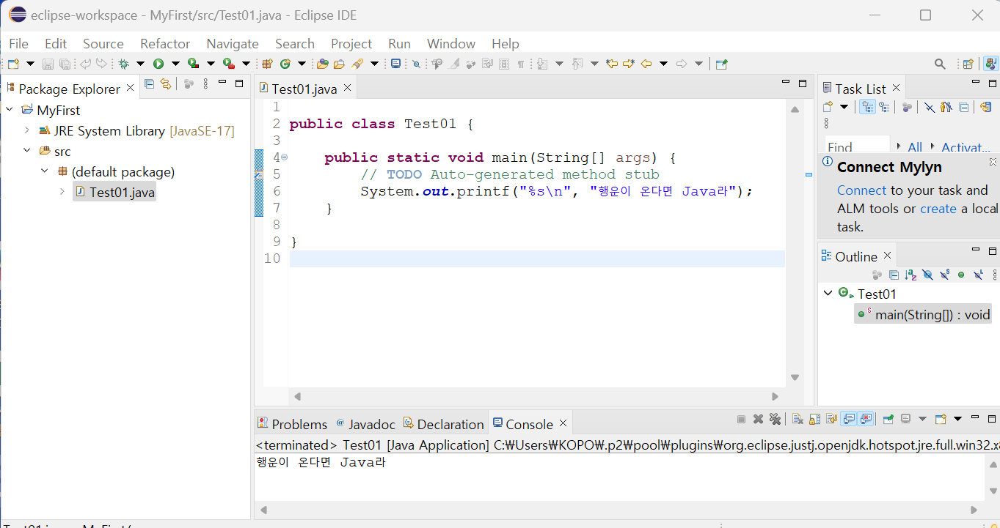 eclipse-workspace - MyFirst/src/Test01.java - Eclipse IDE
File Edit Source Refactor Navigate Search Project Run Window Help
Package Explorer
MyFirst
JRE System Library [JavaSE-17]
src
(default package)
Test01.java
Test01.java
1
2 public class Test01 {
3
4 public static void main(String[] args) {
5 // TODO Auto-generated method stub
6 System.out.printf("%s\n", "행운이 온다면 Java라");
7 }
8
9 }
10
Task List
Find All Activat...
Connect Mylyn
Connect to your task and
ALM tools or create a local
task.
Outline
Test01
main(String[]) : void
Problems @ Javadoc Declaration Console
<terminated> Test01 [Java Application] C:₩Users₩KOPO₩.p2₩pool₩plugins₩org.eclipse.justj.openjdk.hotspot.jre.full.win32.x
행운이 온다면 Java라